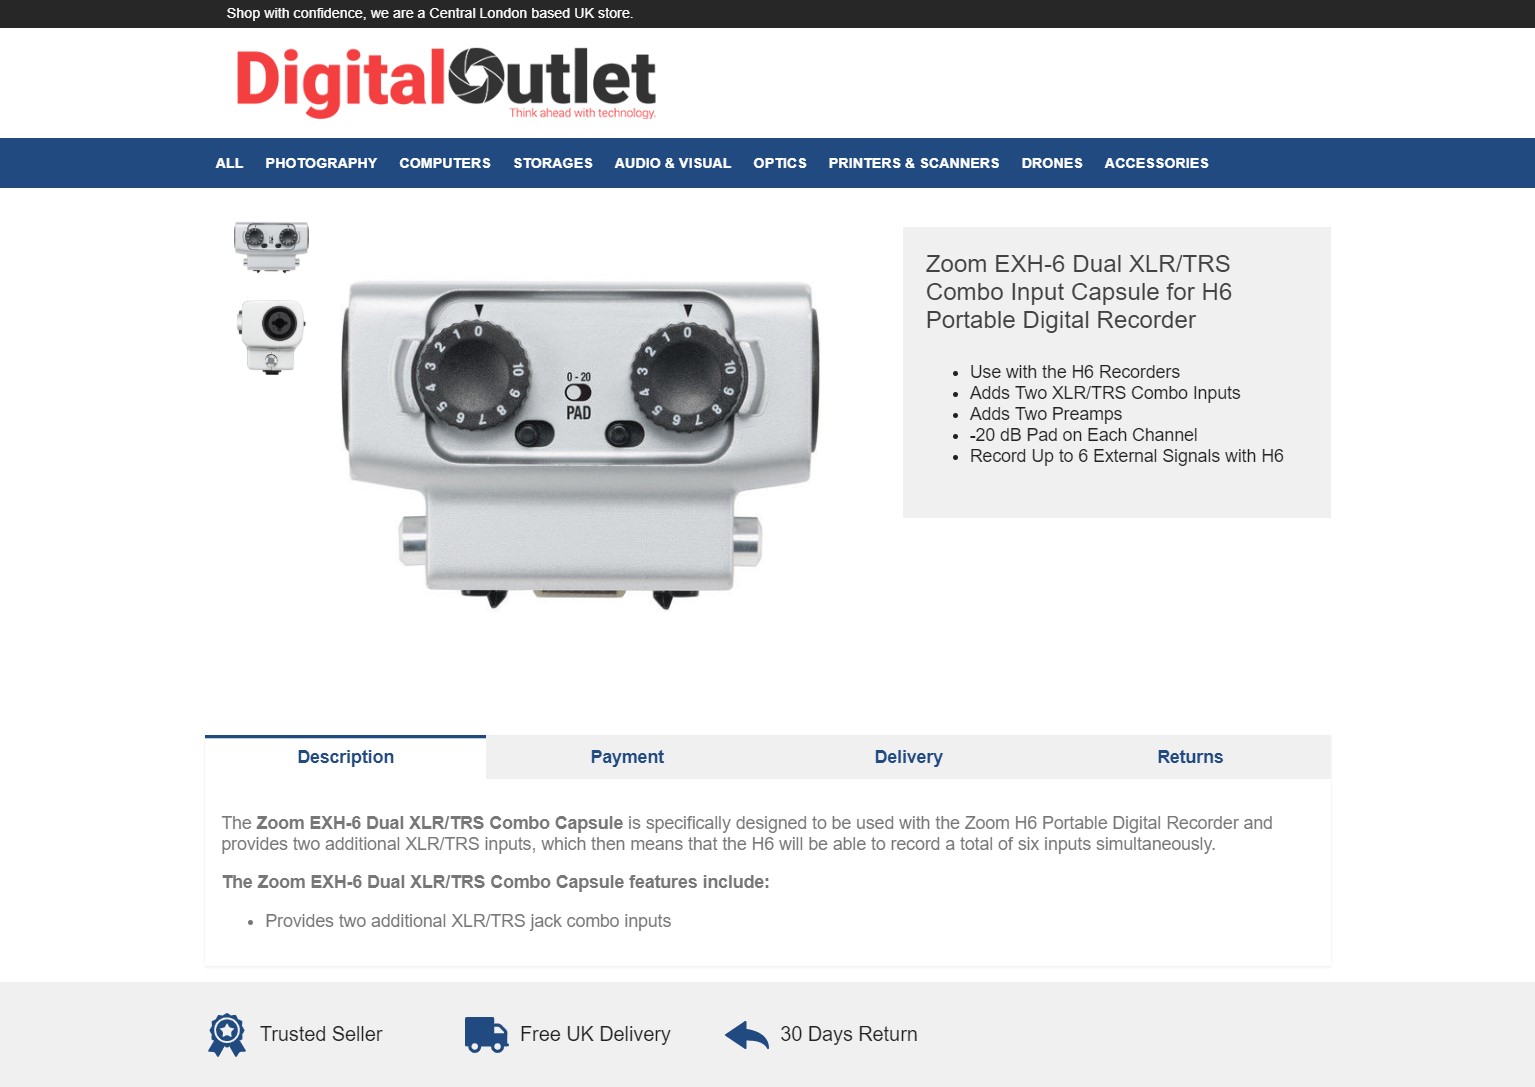 Shop with confidence, we are a Central London based UK store.
DigitalOutlet
Think ahead with technology.
ALL PHOTOGRAPHY COMPUTERS STORAGES AUDIO & VISUAL OPTICS PRINTERS & SCANNERS DRONES ACCESSORIES
0 1 2 3 4 5 6 7 8 9 10
0 - 20
PAD
0 1 2 3 4 5 6 7 8 9 10
Zoom EXH-6 Dual XLR/TRS
Combo Input Capsule for H6
Portable Digital Recorder
Use with the H6 Recorders
Adds Two XLR/TRS Combo Inputs
Adds Two Preamps
-20 dB Pad on Each Channel
Record Up to 6 External Signals with H6
Description Payment Delivery Returns
The Zoom EXH-6 Dual XLR/TRS Combo Capsule is specifically designed to be used with the Zoom H6 Portable Digital Recorder and
provides two additional XLR/TRS inputs, which then means that the H6 will be able to record a total of six inputs simultaneously.
The Zoom EXH-6 Dual XLR/TRS Combo Capsule features include:
Provides two additional XLR/TRS jack combo inputs
Trusted Seller Free UK Delivery 30 Days Return